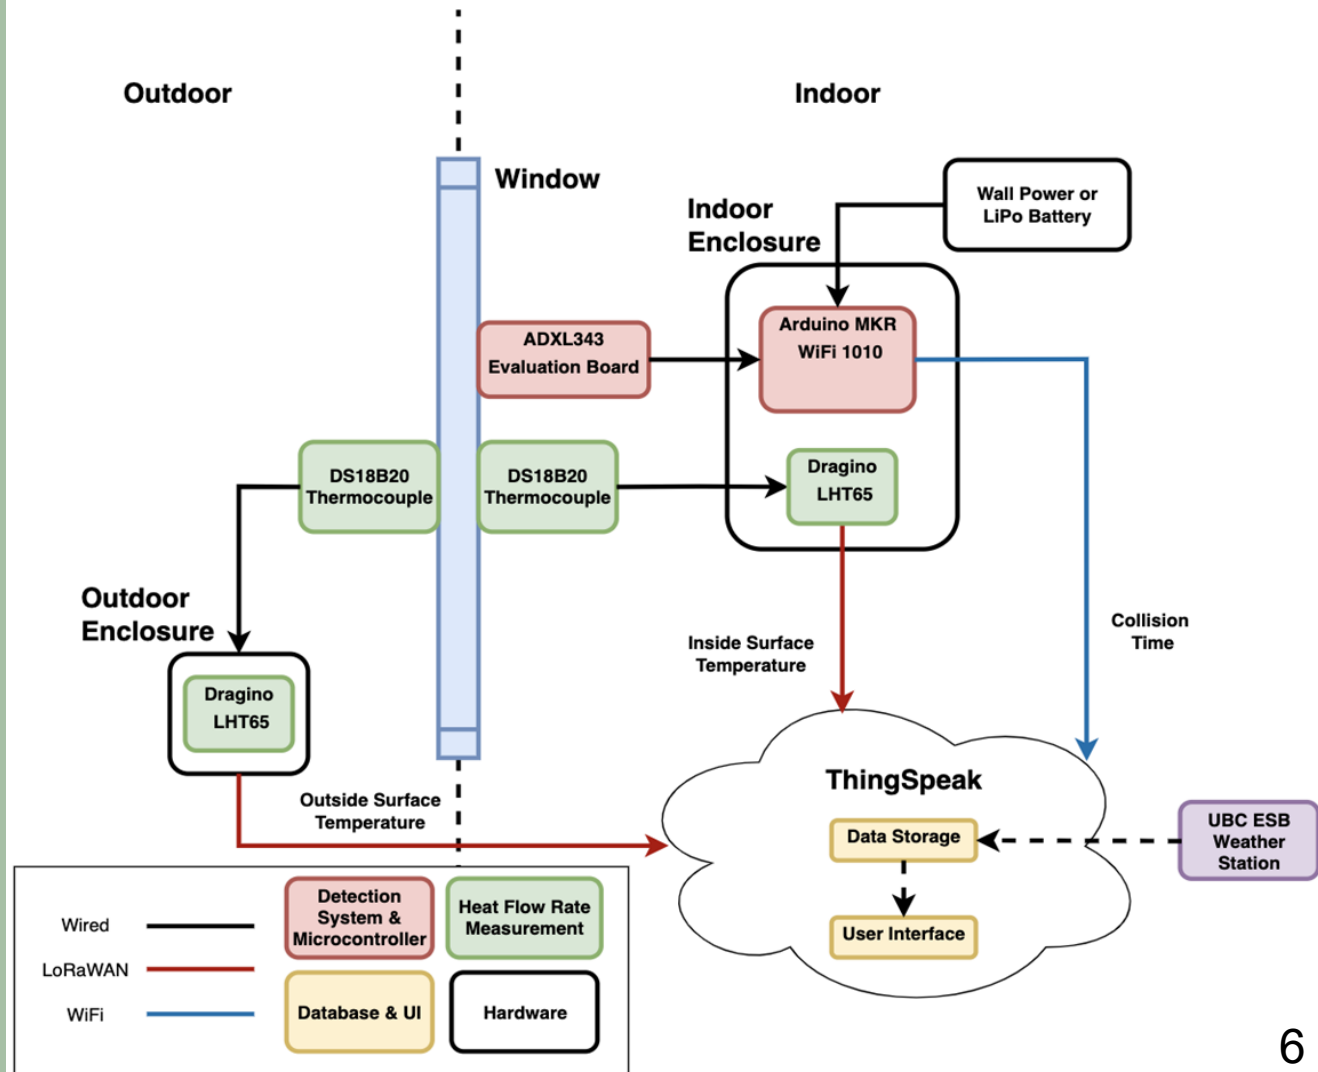 Outdoor
Indoor
Window
Wall Power or
LiPo Battery
Indoor
Enclosure
ADXL343
Evaluation Board
Arduino MKR
WiFi 1010
DS18B20
Thermocouple
DS18B20
Thermocouple
Dragino
LHT65
Outdoor
Enclosure
Dragino
LHT65
Inside Surface
Temperature
Collision
Time
Outside Surface
Temperature
ThingSpeak
Data Storage
User Interface
UBC ESB
Weather
Station
Wired
LoRaWAN
WiFi
Detection
System &
Microcontroller
Heat Flow Rate
Measurement
Database & UI
Hardware
6